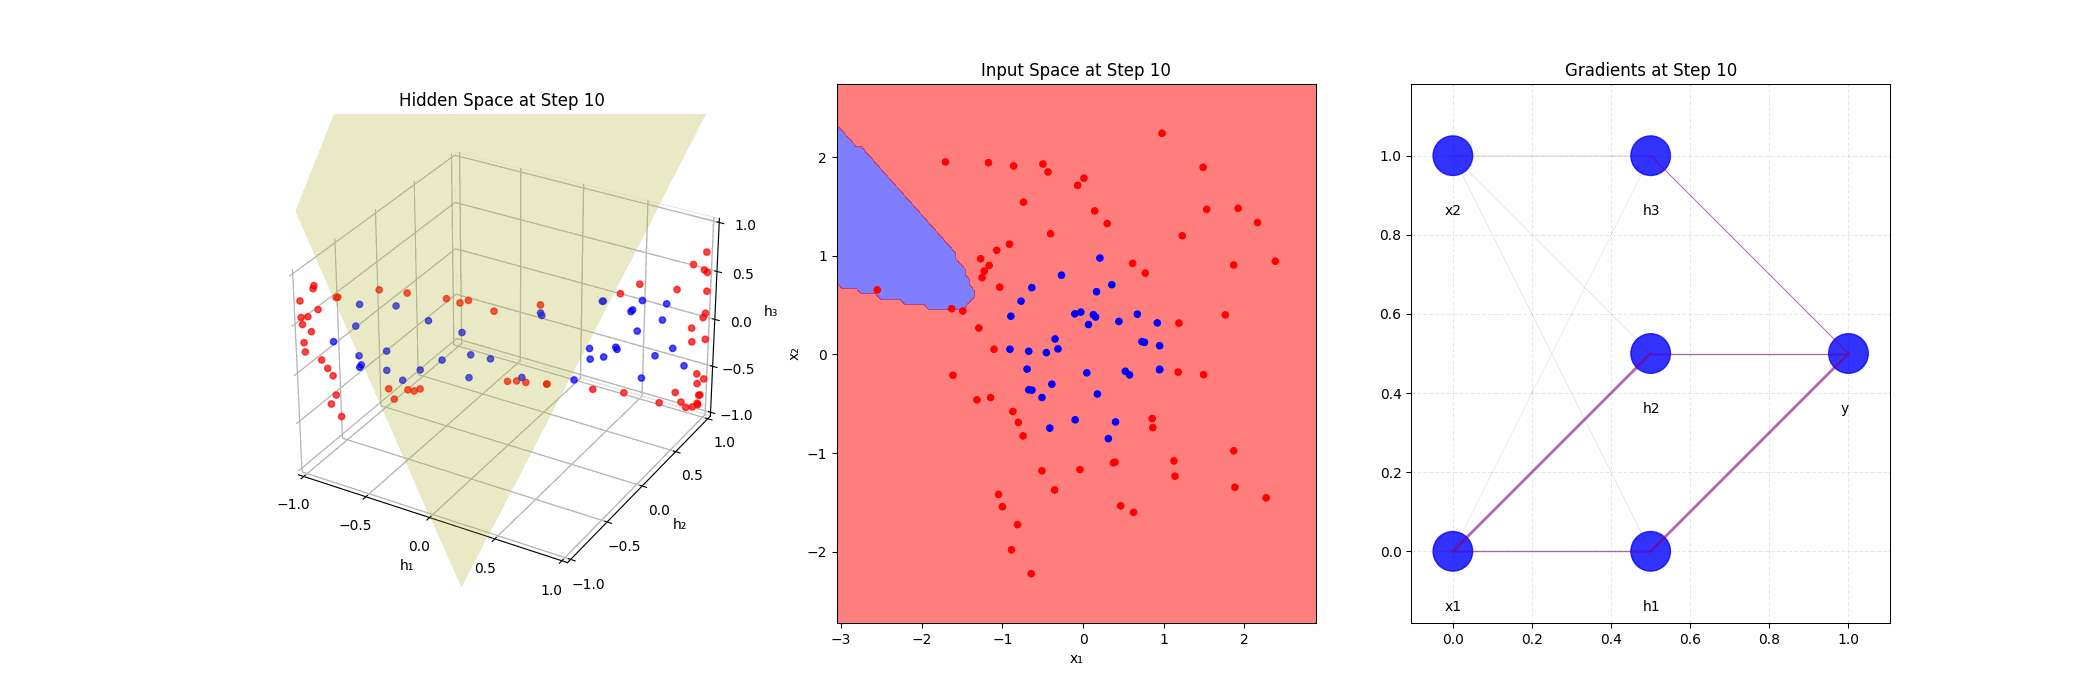 Hidden Space at Step 10
1.0
0.5
0.0
−0.5
−1.0
h₃
−1.0
−0.5
0.0
0.5
1.0
h₁
−1.0
−0.5
0.0
0.5
1.0
h₂
Input Space at Step 10
2
1
0
−1
−2
x₂
−3
−2
−1
0
1
2
x₁
Gradients at Step 10
1.0
0.8
0.6
0.4
0.2
0.0
x2
h3
h2
y
x1
h1
0.0
0.2
0.4
0.6
0.8
1.0